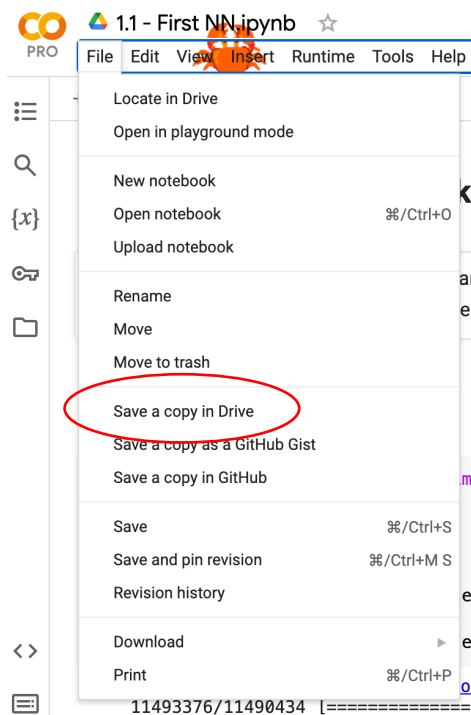 CO
PRO
1.1 - First NN.ipynb
File Edit View Insert Runtime Tools Help
Locate in Drive
Open in playground mode
New notebook
Open notebook ⌘/Ctrl+O
Upload notebook
Rename
Move
Move to trash
Save a copy in Drive
Save a copy as a GitHub Gist
Save a copy in GitHub
Save ⌘/Ctrl+S
Save and pin revision ⌘/Ctrl+M S
Revision history
Download
Print ⌘/Ctrl+P
11493376/11490434 [==============